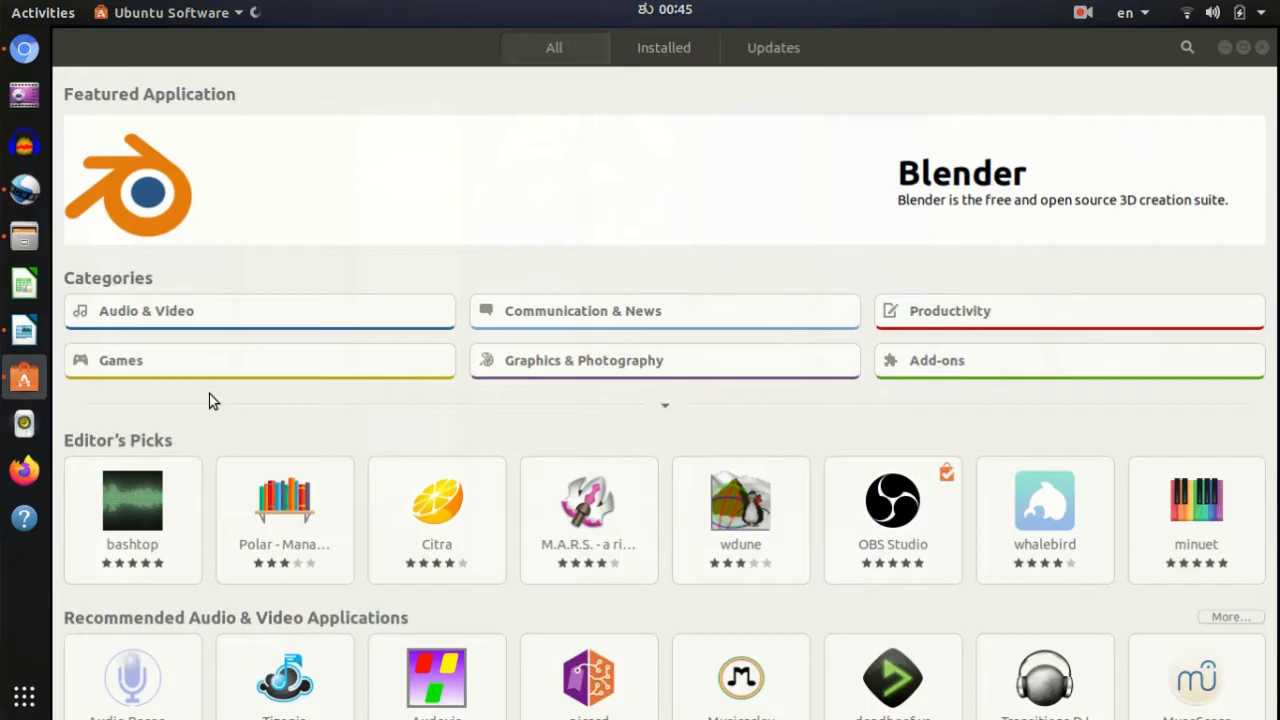 Activities Ubuntu Software en
ಶು 00:45
All Installed Updates
Featured Application
Blender
Blender is the free and open source 3D creation suite.
Categories
Audio & Video Communication & News Productivity
Games Graphics & Photography Add-ons
Editor's Picks
bashtop Polar - Mana... Citra M.A.R.S. - a ri... wdune OBS Studio whalebird minuet
Recommended Audio & Video Applications More...